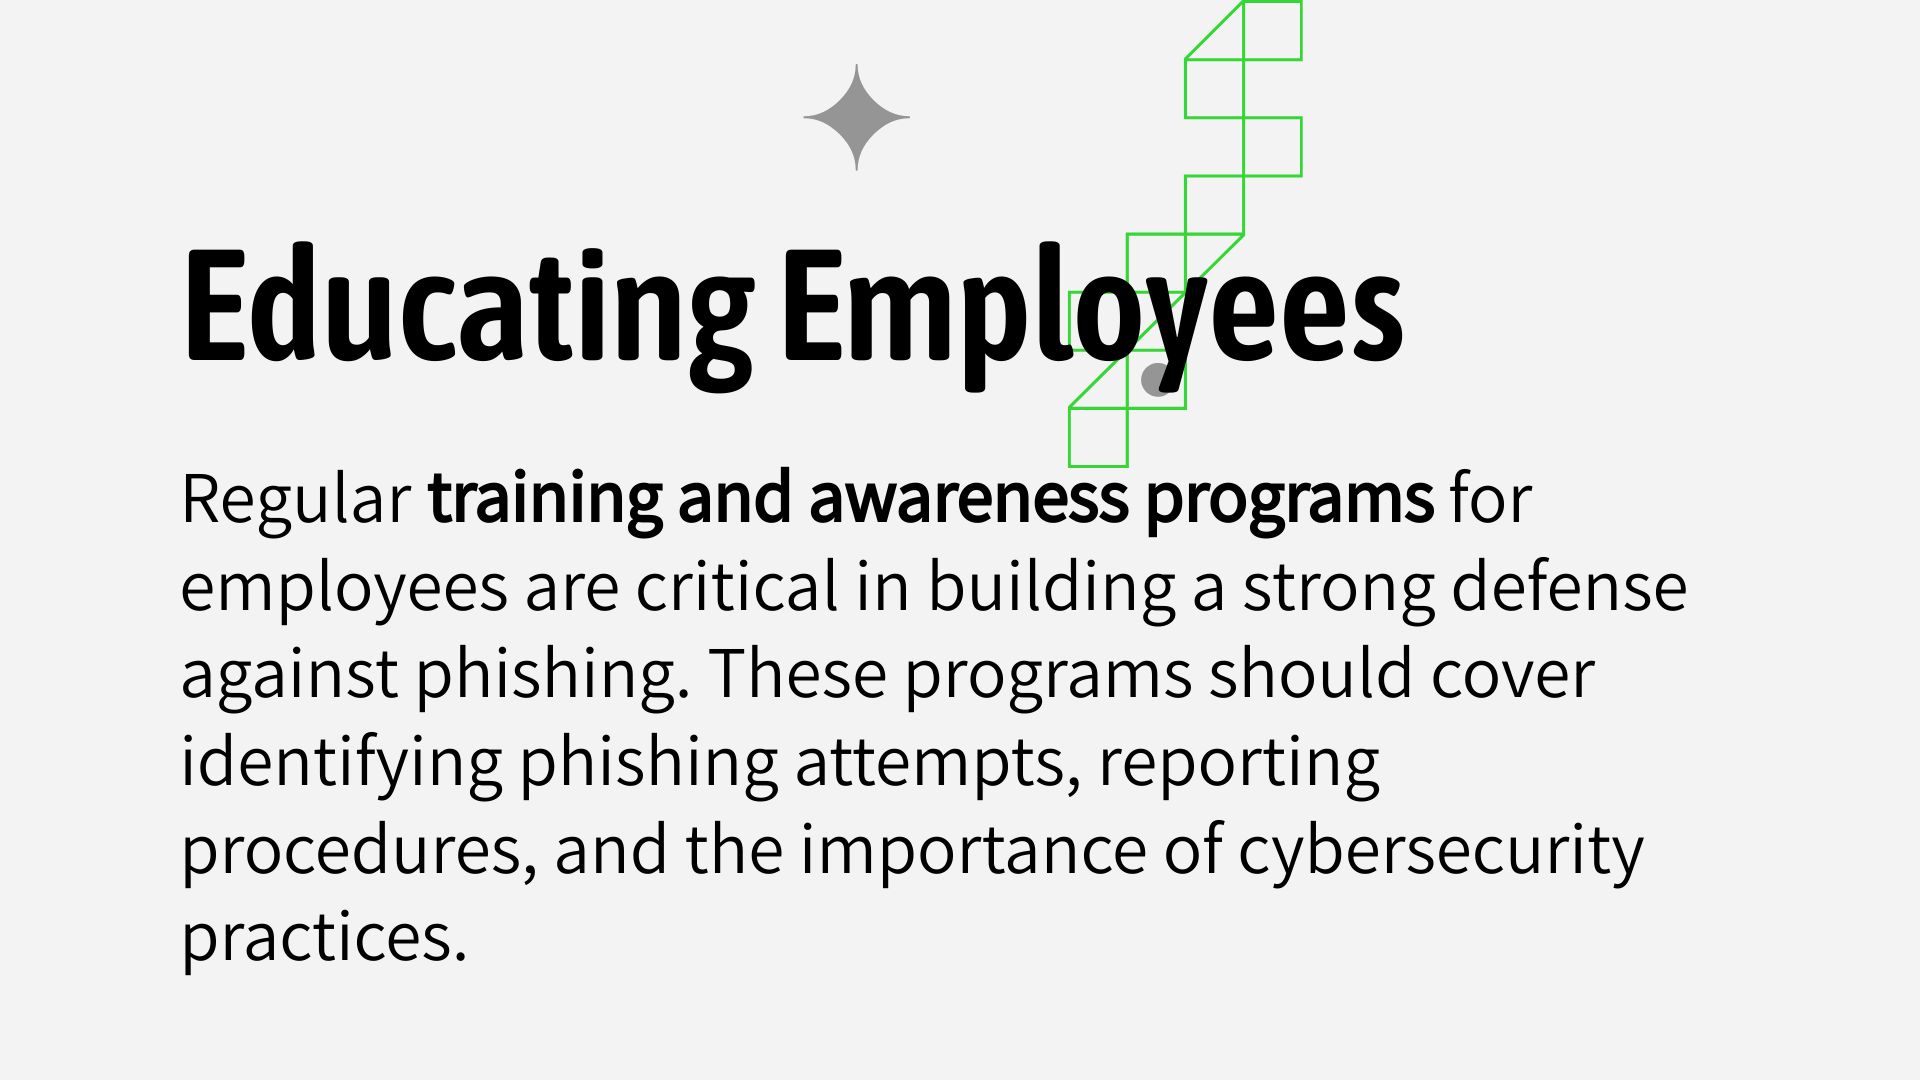 Educating Employees
Regular training and awareness programs for
employees are critical in building a strong defense
against phishing. These programs should cover
identifying phishing attempts, reporting
procedures, and the importance of cybersecurity
practices.